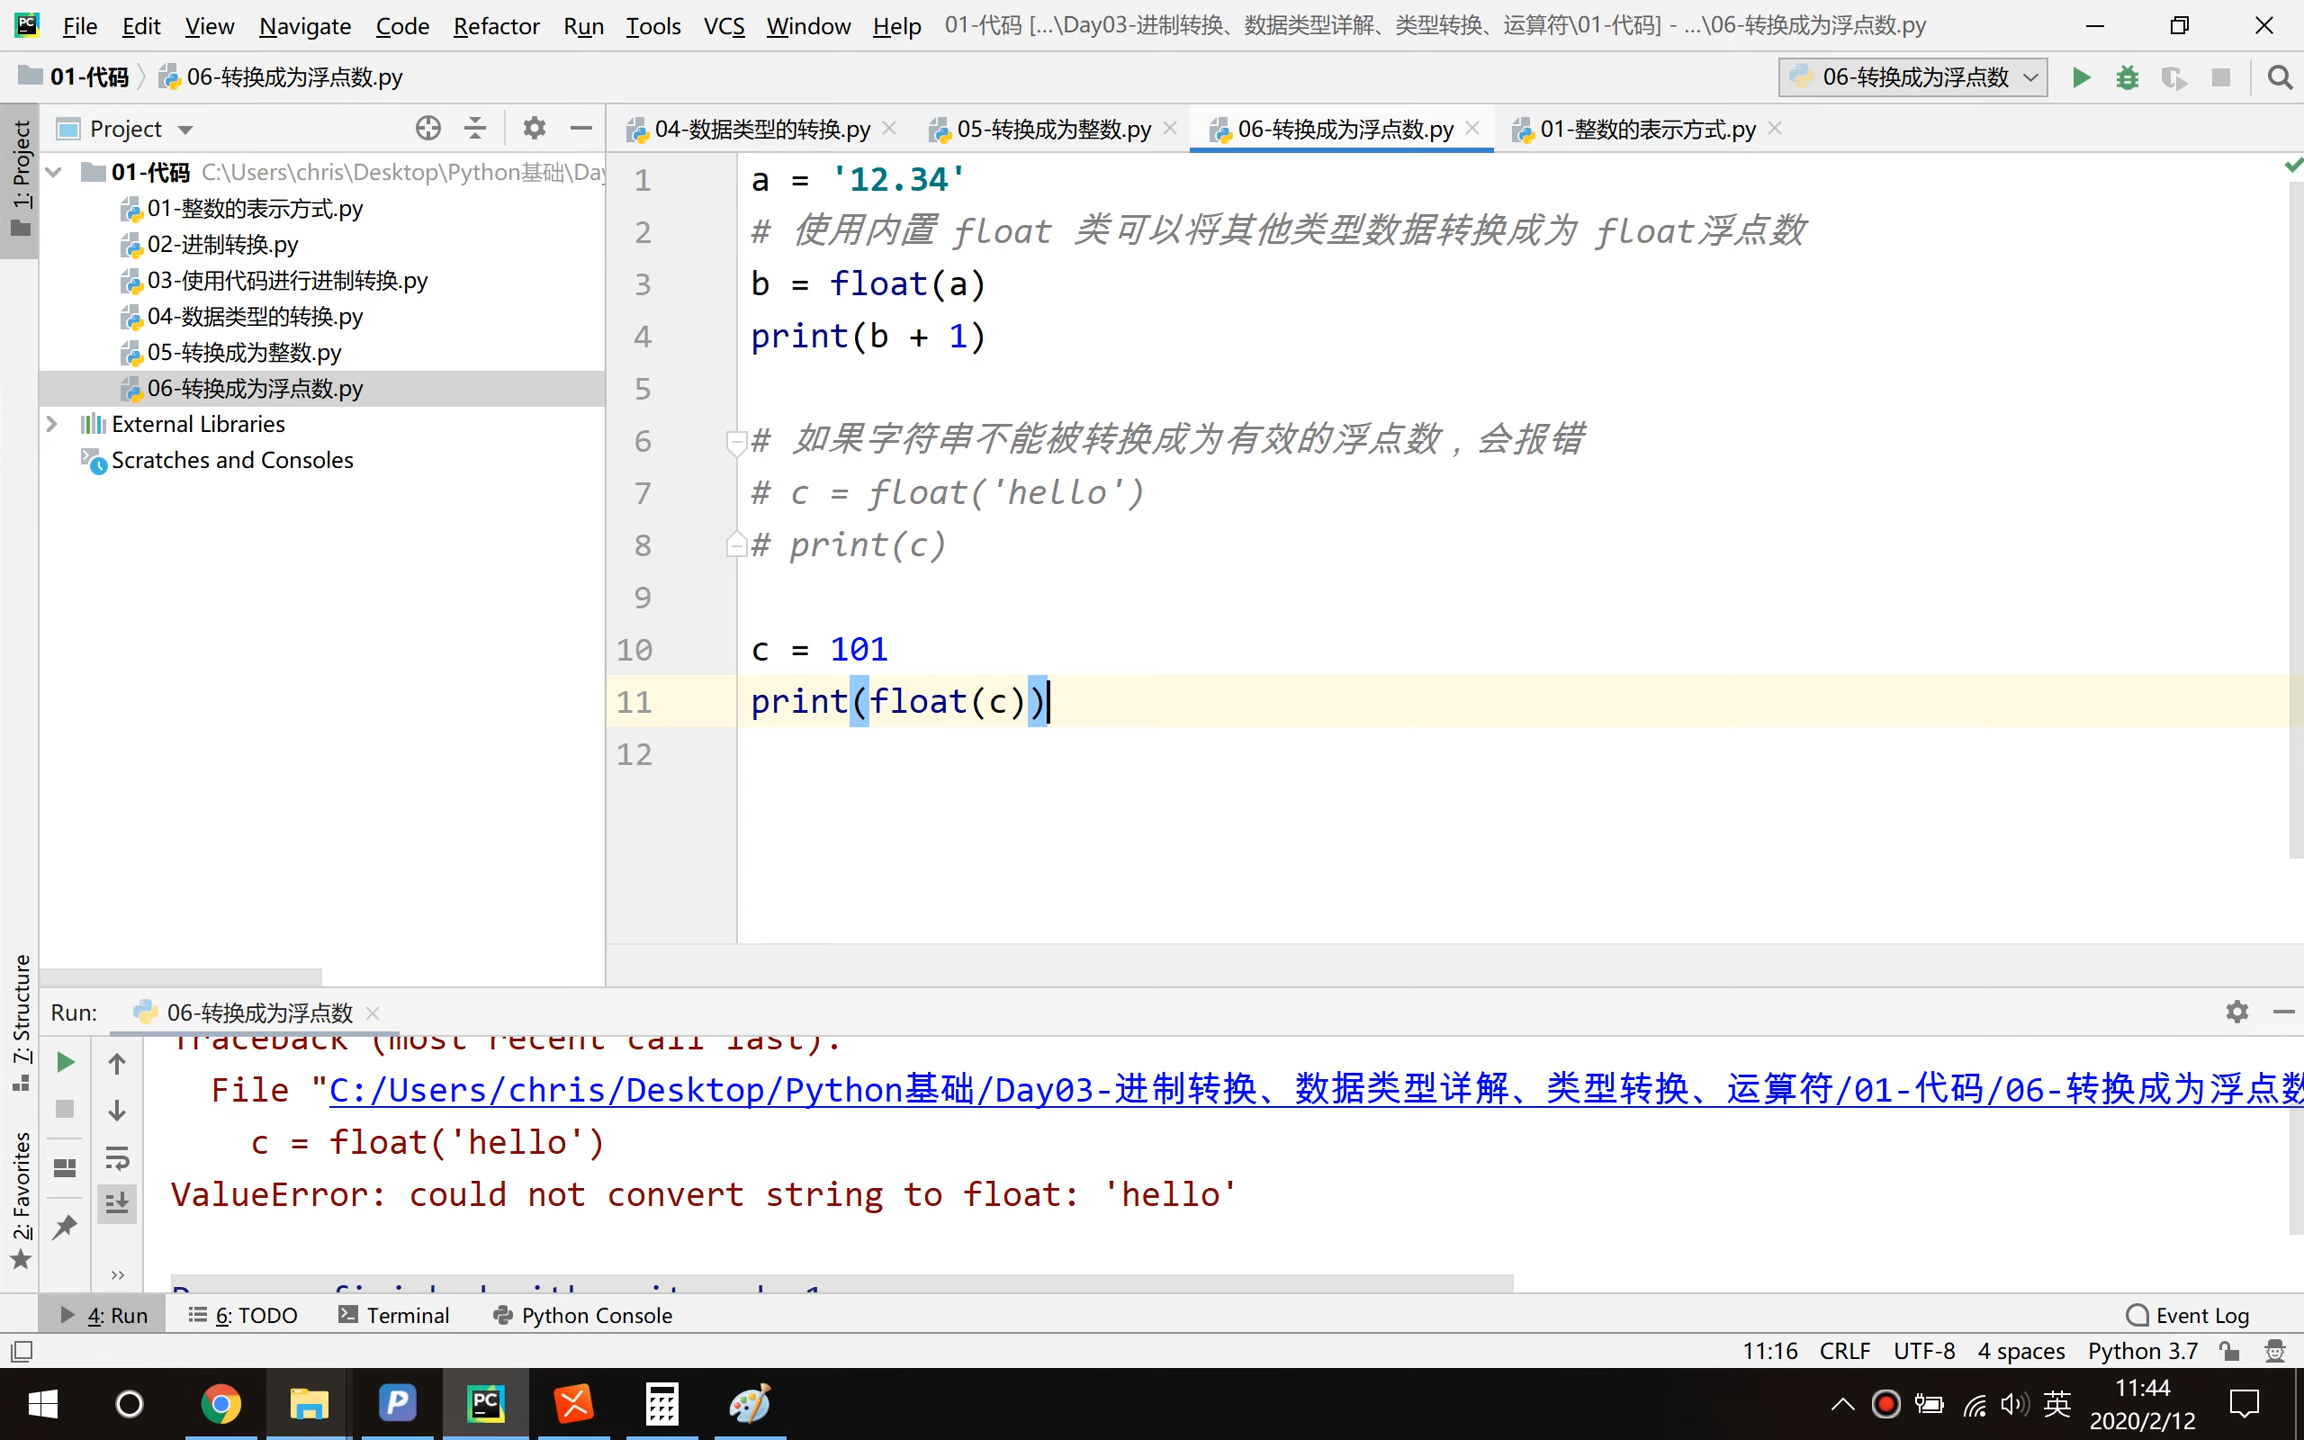 File Edit View Navigate Code Refactor Run Tools VCS Window Help 01-代码 [...\Day03-进制转换、数据类型详解、类型转换、运算符\01-代码] - ...\06-转换成为浮点数.py
01-代码 06-转换成为浮点数.py
06-转换成为浮点数
1: Project
Project
04-数据类型的转换.py 05-转换成为整数.py 06-转换成为浮点数.py 01-整数的表示方式.py
01-代码 C:\Users\chris\Desktop\Python基础\Day
01-整数的表示方式.py
02-进制转换.py
03-使用代码进行进制转换.py
04-数据类型的转换.py
05-转换成为整数.py
06-转换成为浮点数.py
External Libraries
Scratches and Consoles
1 a = '12.34'
2 # 使用内置 float 类可以将其他类型数据转换成为 float浮点数
3 b = float(a)
4 print(b + 1)
5
6 # 如果字符串不能被转换成为有效的浮点数，会报错
7 # c = float('hello')
8 # print(c)
9
10 c = 101
11 print(float(c))
12
7: Structure
2: Favorites
Run: 06-转换成为浮点数
Traceback (most recent call last):
File "C:/Users/chris/Desktop/Python基础/Day03-进制转换、数据类型详解、类型转换、运算符/01-代码/06-转换成为浮点数
c = float('hello')
ValueError: could not convert string to float: 'hello'
4: Run 6: TODO Terminal Python Console Event Log
11:16 CRLF UTF-8 4 spaces Python 3.7
英 11:44
2020/2/12